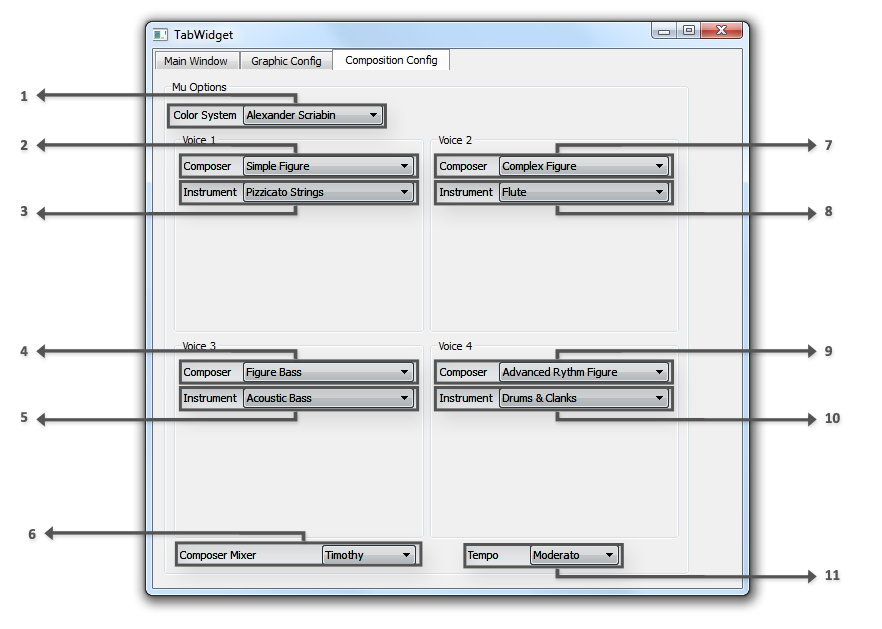 TabWidget
Main Window Graphic Config Composition Config
Mu Options
1 Color System Alexander Scriabin
Voice 1 Voice 2
2 Composer Simple Figure Composer Complex Figure 7
3 Instrument Pizzicato Strings Instrument Flute 8
Voice 3 Voice 4
4 Composer Figure Bass Composer Advanced Rythm Figure 9
5 Instrument Acoustic Bass Instrument Drums & Clanks 10
6 Composer Mixer Timothy Tempo Moderato 11